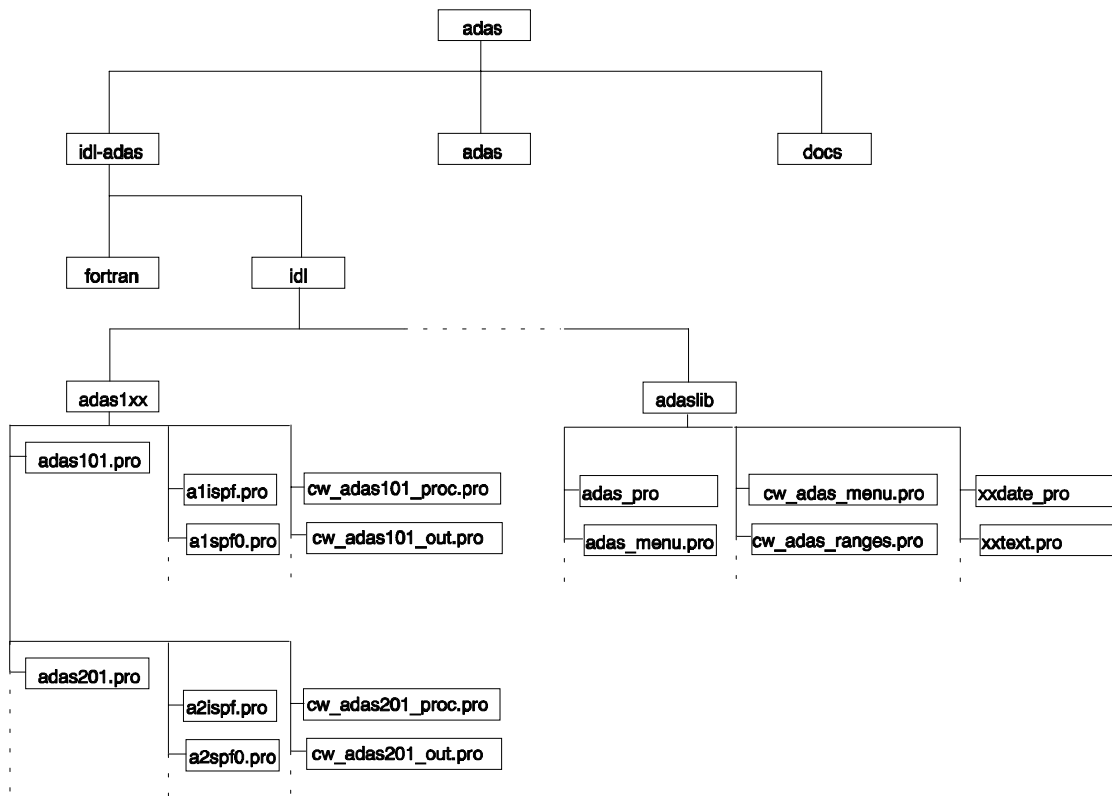 adas
idl-adas
adas
docs
fortran
idl
adas1xx
adaslib
adas101.pro
a1ispf.pro
cw_adas101_proc.pro
a1spf0.pro
cw_adas101_out.pro
adas_pro
cw_adas_menu.pro
xxdate_pro
adas_menu.pro
cw_adas_ranges.pro
xxtext.pro
adas201.pro
a2ispf.pro
cw_adas201_proc.pro
a2spf0.pro
cw_adas201_out.pro